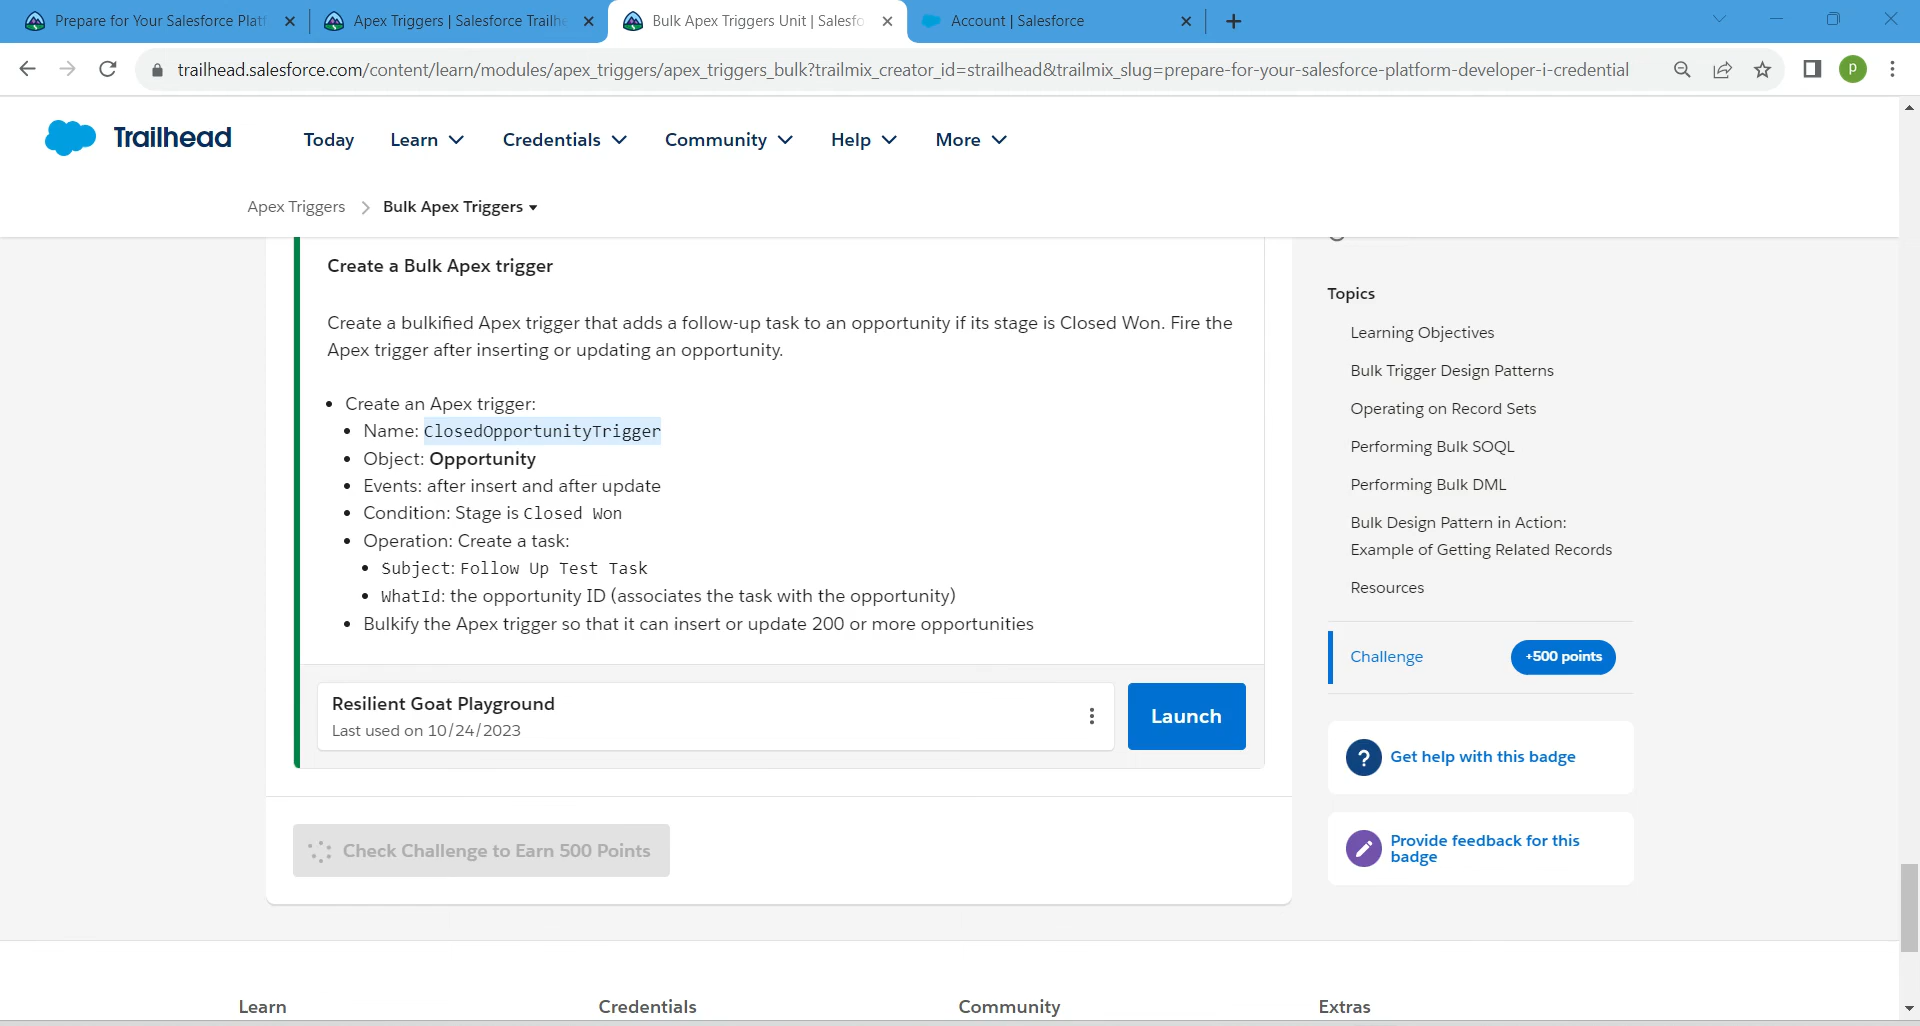 Prepare for Your Salesforce Platf
Apex Triggers | Salesforce Trailhe
Bulk Apex Triggers Unit | Salesfo
Account | Salesforce
trailhead.salesforce.com/content/learn/modules/apex_triggers/apex_triggers_bulk?trailmix_creator_id=strailhead&trailmix_slug=prepare-for-your-salesforce-platform-developer-i-credential
P
Trailhead
Today
Learn
Credentials
Community
Help
More
Apex Triggers
Bulk Apex Triggers
Create a Bulk Apex trigger
Create a bulkified Apex trigger that adds a follow-up task to an opportunity if its stage is Closed Won. Fire the
Apex trigger after inserting or updating an opportunity.
Create an Apex trigger:
Name: ClosedOpportunityTrigger
Object: Opportunity
Events: after insert and after update
Condition: Stage is Closed Won
Operation: Create a task:
Subject: Follow Up Test Task
WhatId: the opportunity ID (associates the task with the opportunity)
Bulkify the Apex trigger so that it can insert or update 200 or more opportunities
Resilient Goat Playground
Last used on 10/24/2023
Launch
Check Challenge to Earn 500 Points
Topics
Learning Objectives
Bulk Trigger Design Patterns
Operating on Record Sets
Performing Bulk SOQL
Performing Bulk DML
Bulk Design Pattern in Action:
Example of Getting Related Records
Resources
Challenge
+500 points
?
Get help with this badge
Provide feedback for this
badge
Learn
Credentials
Community
Extras